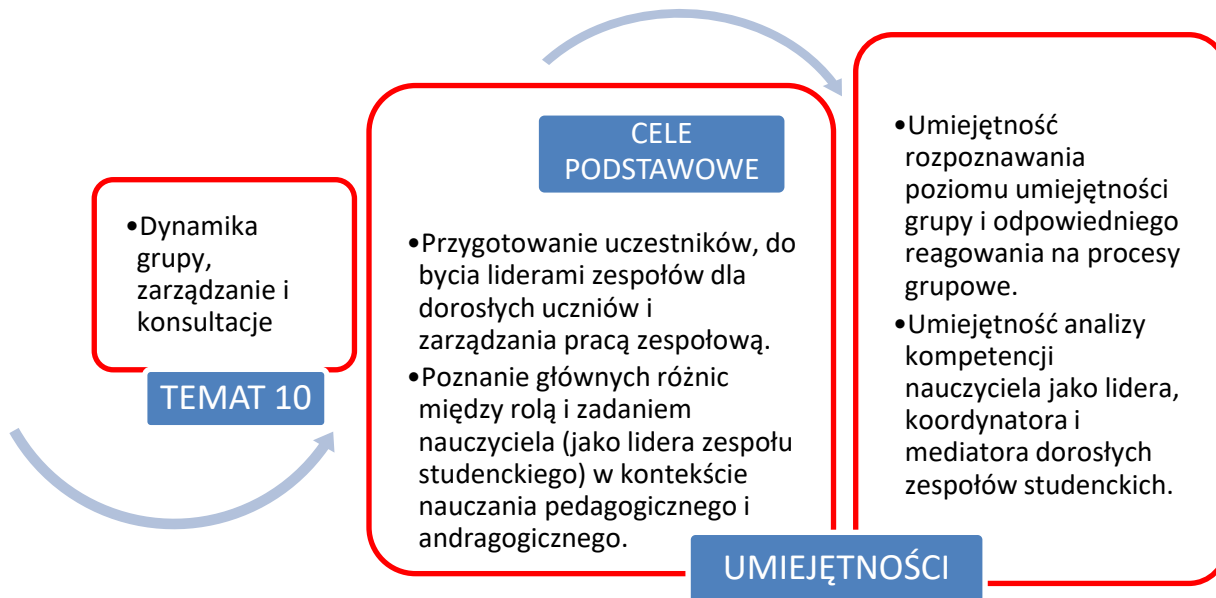 •Dynamika
grupy,
zarządzanie i
konsultacje
TEMAT 10
CELE
PODSTAWOWE
•Przygotowanie uczestników, do
bycia liderami zespołów dla
dorosłych uczniów i
zarządzania pracą zespołową.
•Poznanie głównych różnic
między rolą i zadaniem
nauczyciela (jako lidera zespołu
studenckiego) w kontekście
nauczania pedagogicznego i
andragogicznego.
•Umiejętność
rozpoznawania
poziomu umiejętności
grupy i odpowiedniego
reagowania na procesy
grupowe.
•Umiejętność analizy
kompetencji
nauczyciela jako lidera,
koordynatora i
mediatora dorosłych
zespołów studenckich.
UMIEJĘTNOŚCI